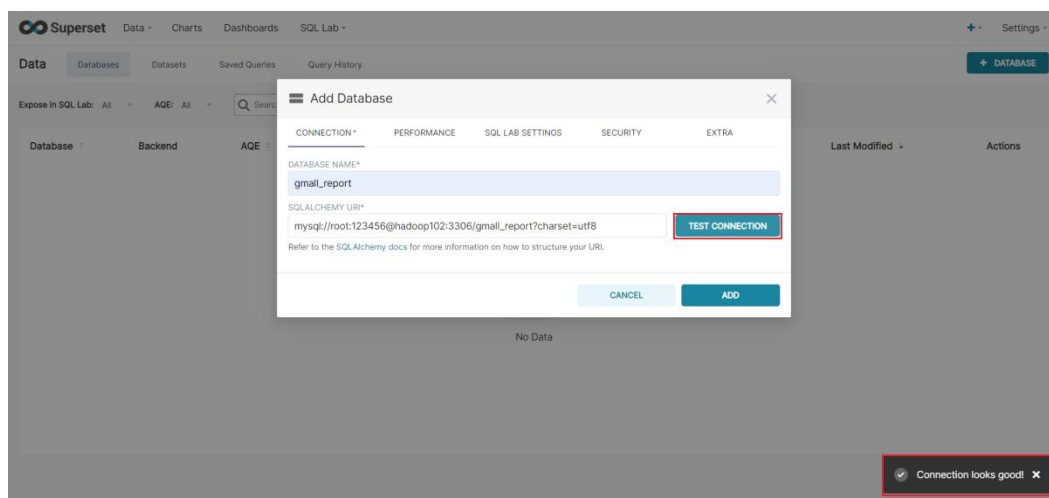 Superset Data Charts Dashboards SQL Lab + Settings
Data Databases Datasets Saved Queries Query History + DATABASE
Expose in SQL Lab: All AQE: All Searc
Add Database ×
CONNECTION* PERFORMANCE SQL LAB SETTINGS SECURITY EXTRA
Database Backend AQE Last Modified Actions
DATABASE NAME*
gmall_report
SQLALCHEMY URI*
mysql://root:123456@hadoop102:3306/gmall_report?charset=utf8 TEST CONNECTION
Refer to the SQLAlchemy docs for more information on how to structure your URI.
CANCEL ADD
No Data
Connection looks good! ×